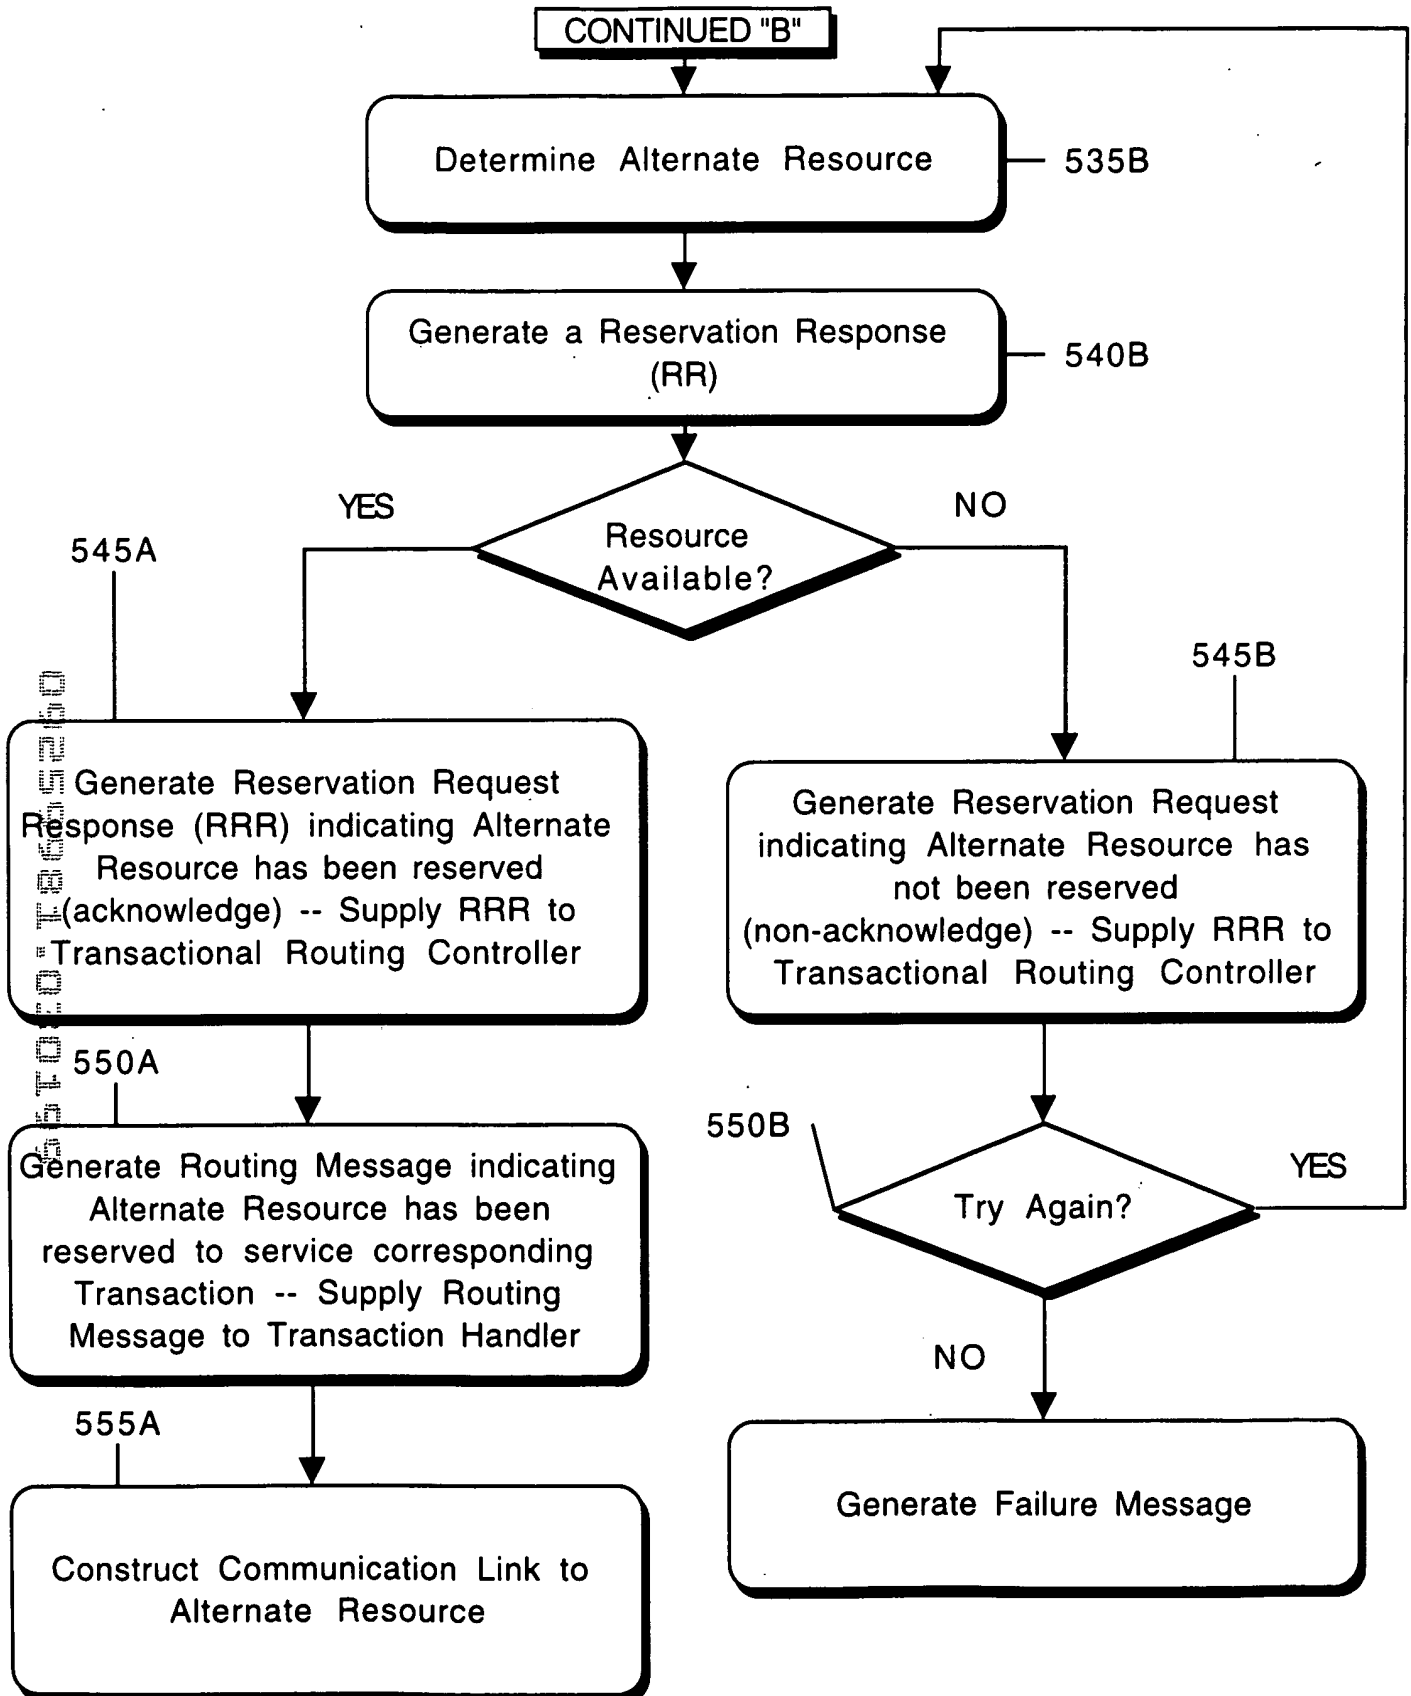 CONTINUED "B"
Determine Alternate Resource
535B
Generate a Reservation Response
(RR)
540B
YES
NO
Resource
Available?
545A
545B
Generate Reservation Request
Response (RRR) indicating Alternate
Resource has been reserved
(acknowledge) -- Supply RRR to
Transactional Routing Controller
Generate Reservation Request
indicating Alternate Resource has
not been reserved
(non-acknowledge) -- Supply RRR to
Transactional Routing Controller
550A
550B
Generate Routing Message indicating
Alternate Resource has been
reserved to service corresponding
Transaction -- Supply Routing
Message to Transaction Handler
Try Again?
YES
NO
555A
Construct Communication Link to
Alternate Resource
Generate Failure Message